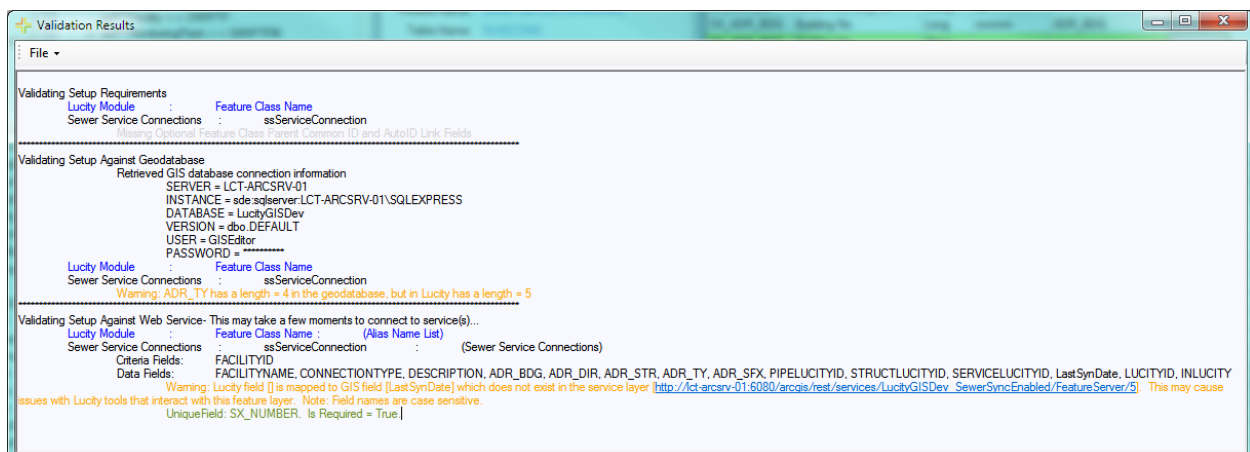 Validation Results
File
Validating Setup Requirements
Lucity Module : Feature Class Name
Sewer Service Connections : ssServiceConnection
Missing Optional Feature Class Parent Common ID and AutoID Link Fields
Validating Setup Against Geodatabase
Retrieved GIS database connection information
SERVER = LCT-ARCSRV-01
INSTANCE = sde:sqlserver:LCT-ARCSRV-01\SQLEXPRESS
DATABASE = LucityGISDev
VERSION = dbo.DEFAULT
USER = GISEditor
PASSWORD = **********
Lucity Module : Feature Class Name
Sewer Service Connections : ssServiceConnection
Warning: ADR_TY has a length = 4 in the geodatabase, but in Lucity has a length = 5
Validating Setup Against Web Service- This may take a few moments to connect to service(s)...
Lucity Module : Feature Class Name : (Alias Name List)
Sewer Service Connections : ssServiceConnection : (Sewer Service Connections)
Criteria Fields: FACILITYID
Data Fields: FACILITYNAME, CONNECTIONTYPE, DESCRIPTION, ADR_BDG, ADR_DIR, ADR_STR, ADR_TY, ADR_SFX, PIPELUCITYID, STRUCTLUCITYID, SERVICELUCITYID, LastSynDate, LUCITYID, INLUCITY
Warning: Lucity field [] is mapped to GIS field [LastSynDate] which does not exist in the service layer [http://lct-arcsrv-01:6080/arcgis/rest/services/LucityGISDev_SewerSyncEnabled/FeatureServer/5]. This may cause
issues with Lucity tools that interact with this feature layer. Note: Field names are case sensitive.
UniqueField: SX_NUMBER. Is Required = True.